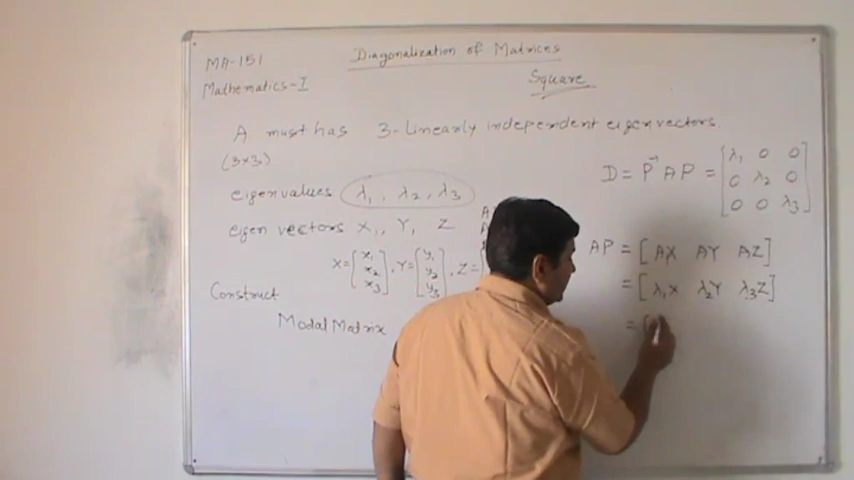 MA-151
Diagonalization of Matrices
Mathematics-I
Square
A must has 3-linearly independent eigenvectors.
(3×3)
D = P⁻¹ A P = [λ₁ 0 0
0 λ₂ 0
0 0 λ₃]
eigenvalues λ₁, λ₂, λ₃
eigen vectors X, Y, Z
X = [x₁ x₂ x₃], Y = [y₁ y₂ y₃], Z =
Construct
Modal Matrix
AP = [AX AY AZ]
= [λ₁X λ₂Y λ₃Z]
= [